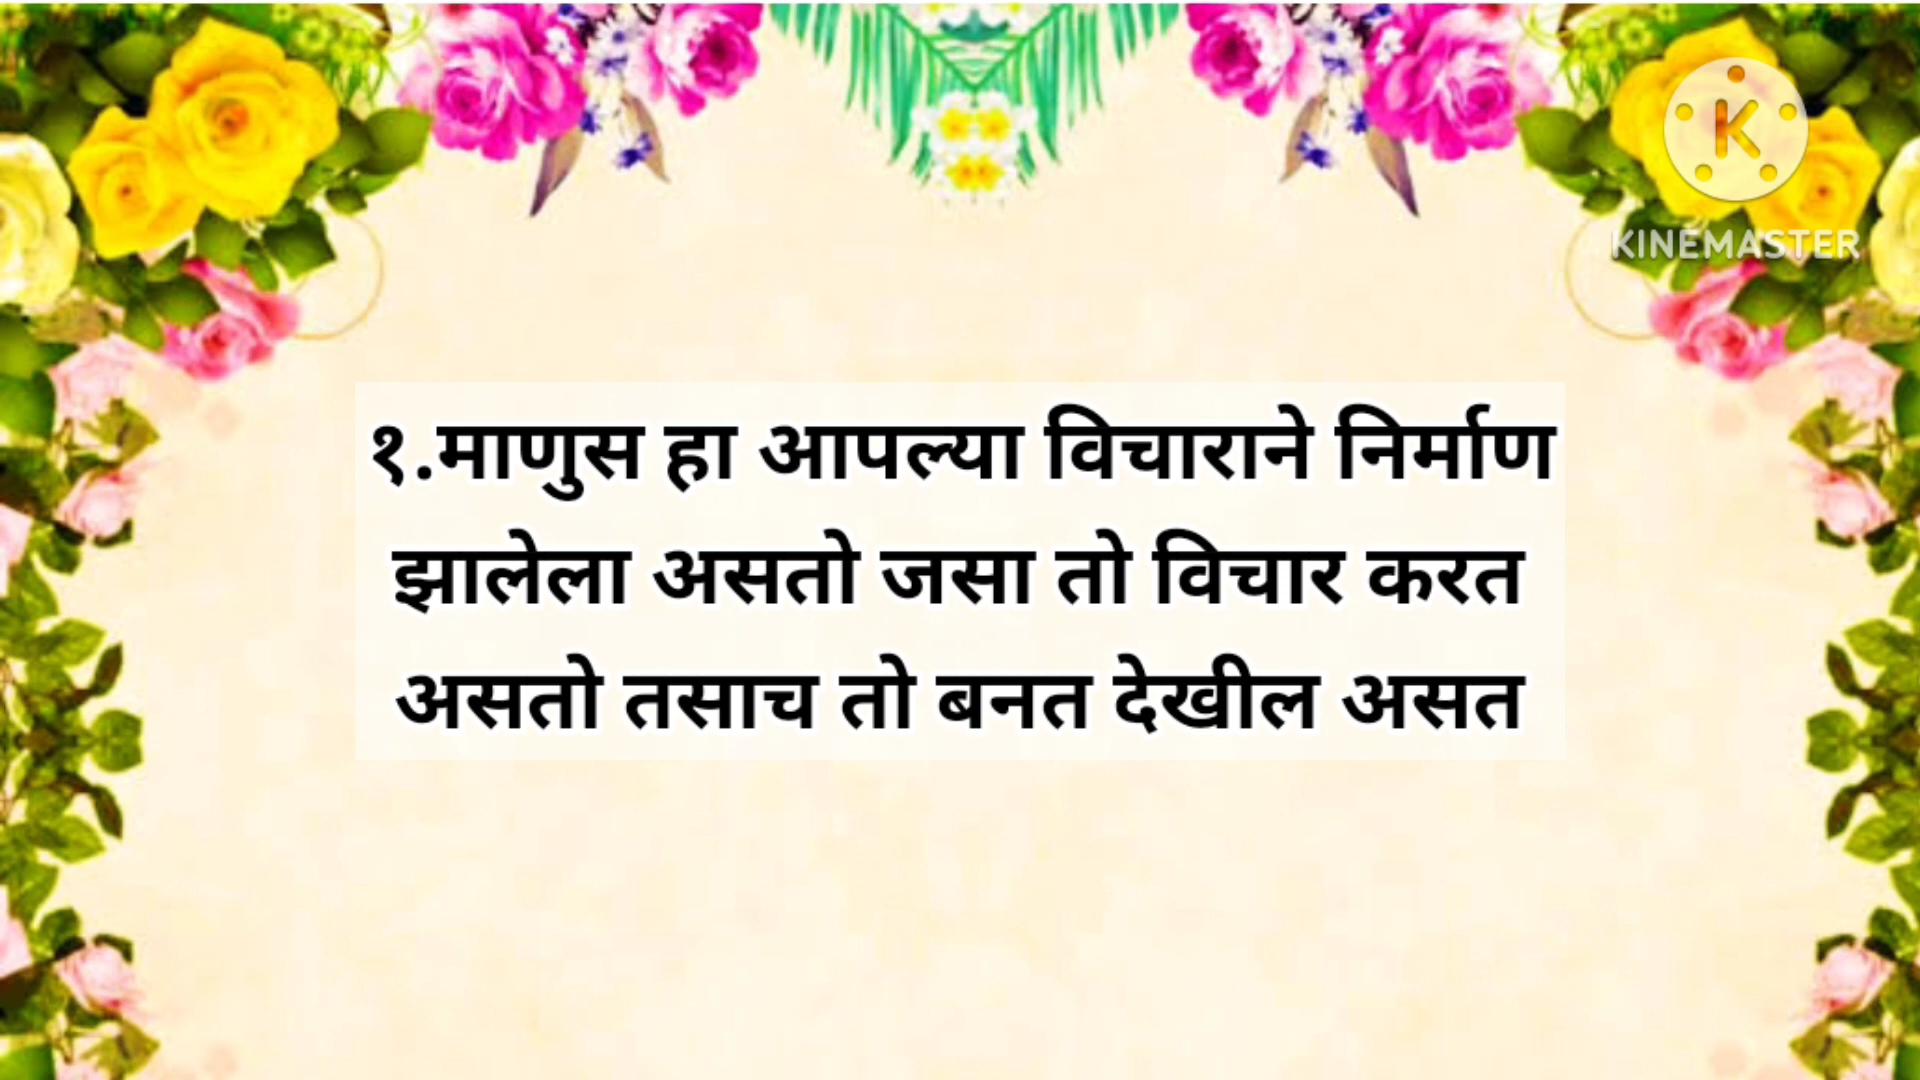 KINEMASTER
१.माणुस हा आपल्या विचाराने निर्माण
झालेला असतो जसा तो विचार करत
असतो तसाच तो बनत देखील असत